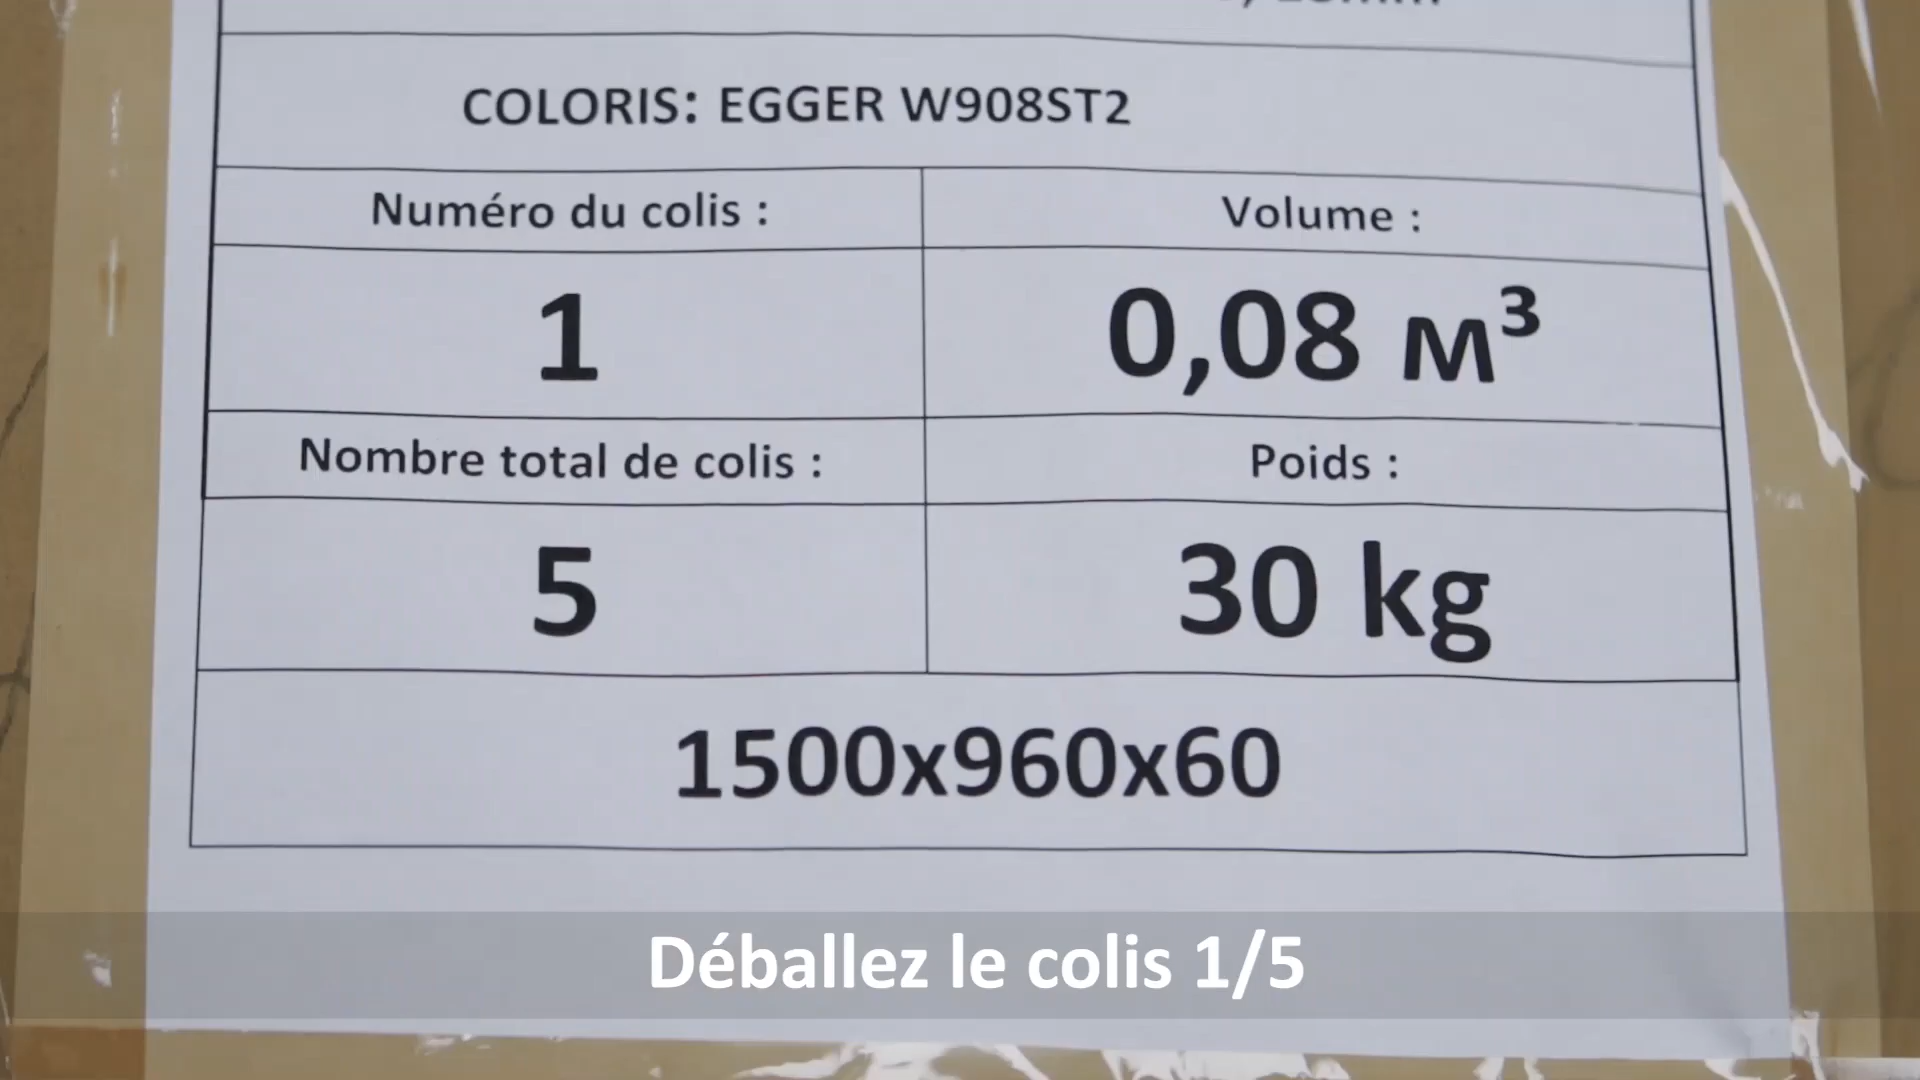 COLORIS: EGGER W908ST2
Numéro du colis :
Volume :
1
0,08 м³
Nombre total de colis :
Poids :
5
30 kg
1500x960x60
Déballez le colis 1/5